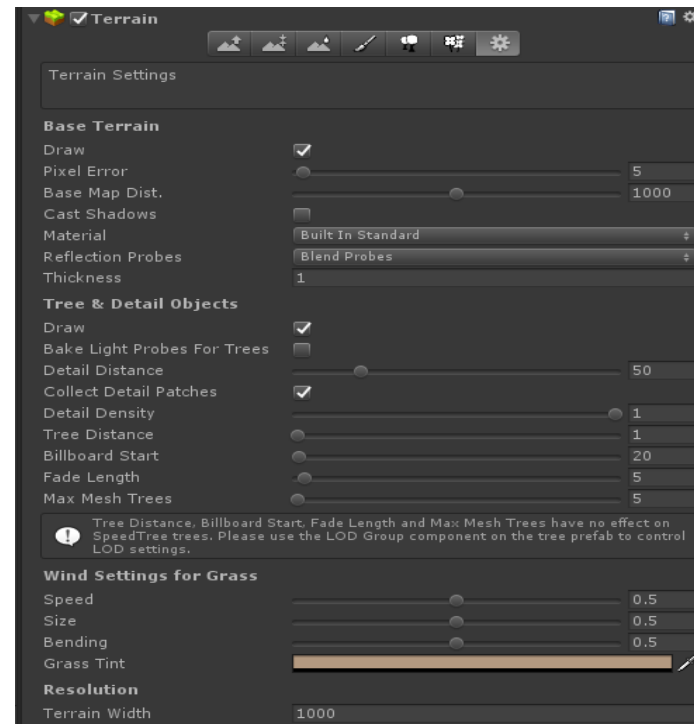 Terrain
Terrain Settings
Base Terrain
Draw
Pixel Error 5
Base Map Dist. 1000
Cast Shadows
Material Built In Standard
Reflection Probes Blend Probes
Thickness 1
Tree & Detail Objects
Draw
Bake Light Probes For Trees
Detail Distance 50
Collect Detail Patches
Detail Density 1
Tree Distance 1
Billboard Start 20
Fade Length 5
Max Mesh Trees 5
Tree Distance, Billboard Start, Fade Length and Max Mesh Trees have no effect on
SpeedTree trees. Please use the LOD Group component on the tree prefab to control
LOD settings.
Wind Settings for Grass
Speed 0.5
Size 0.5
Bending 0.5
Grass Tint
Resolution
Terrain Width 1000